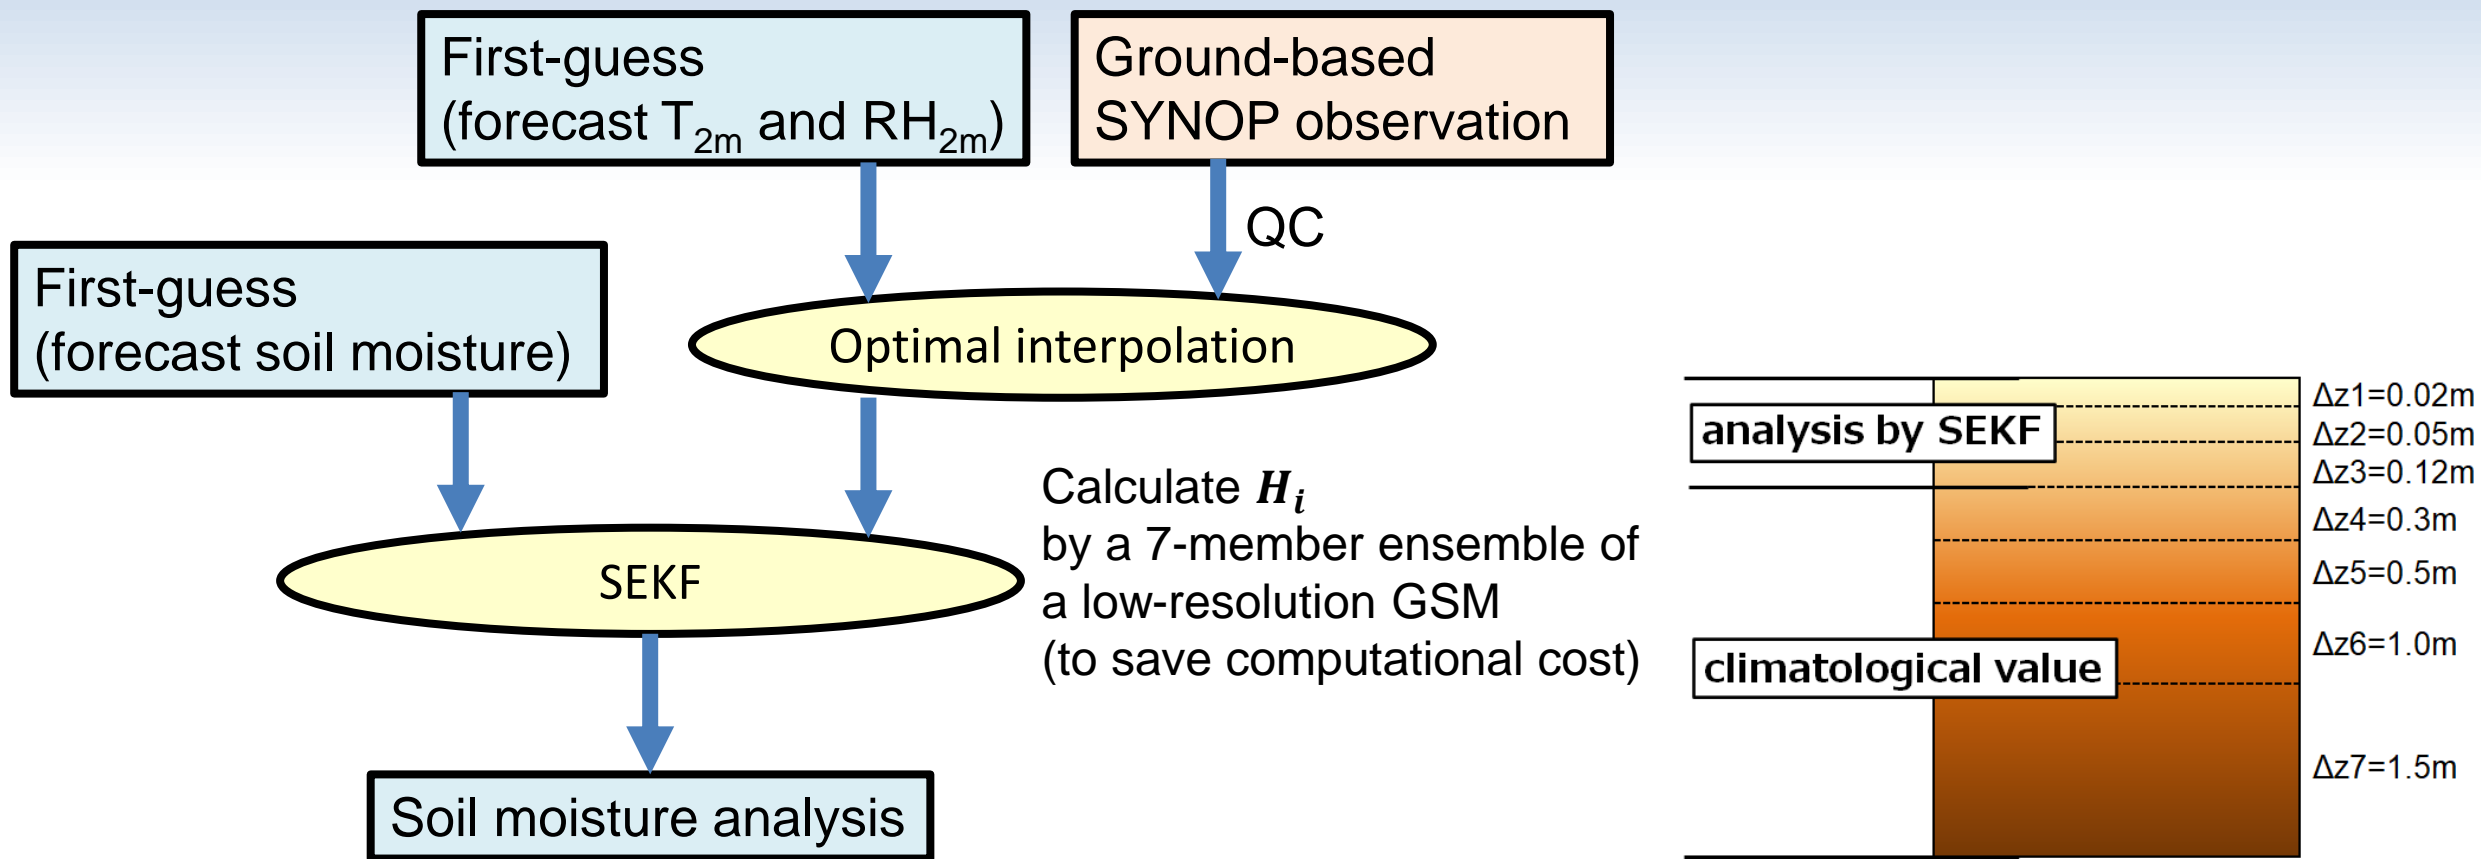 First-guess
(forecast T2m and RH2m)
Ground-based
SYNOP observation
QC
First-guess
(forecast soil moisture)
Optimal interpolation
SEKF
Calculate Hi
by a 7-member ensemble of
a low-resolution GSM
(to save computational cost)
Soil moisture analysis
analysis by SEKF
climatological value
Δz1=0.02m
Δz2=0.05m
Δz3=0.12m
Δz4=0.3m
Δz5=0.5m
Δz6=1.0m
Δz7=1.5m